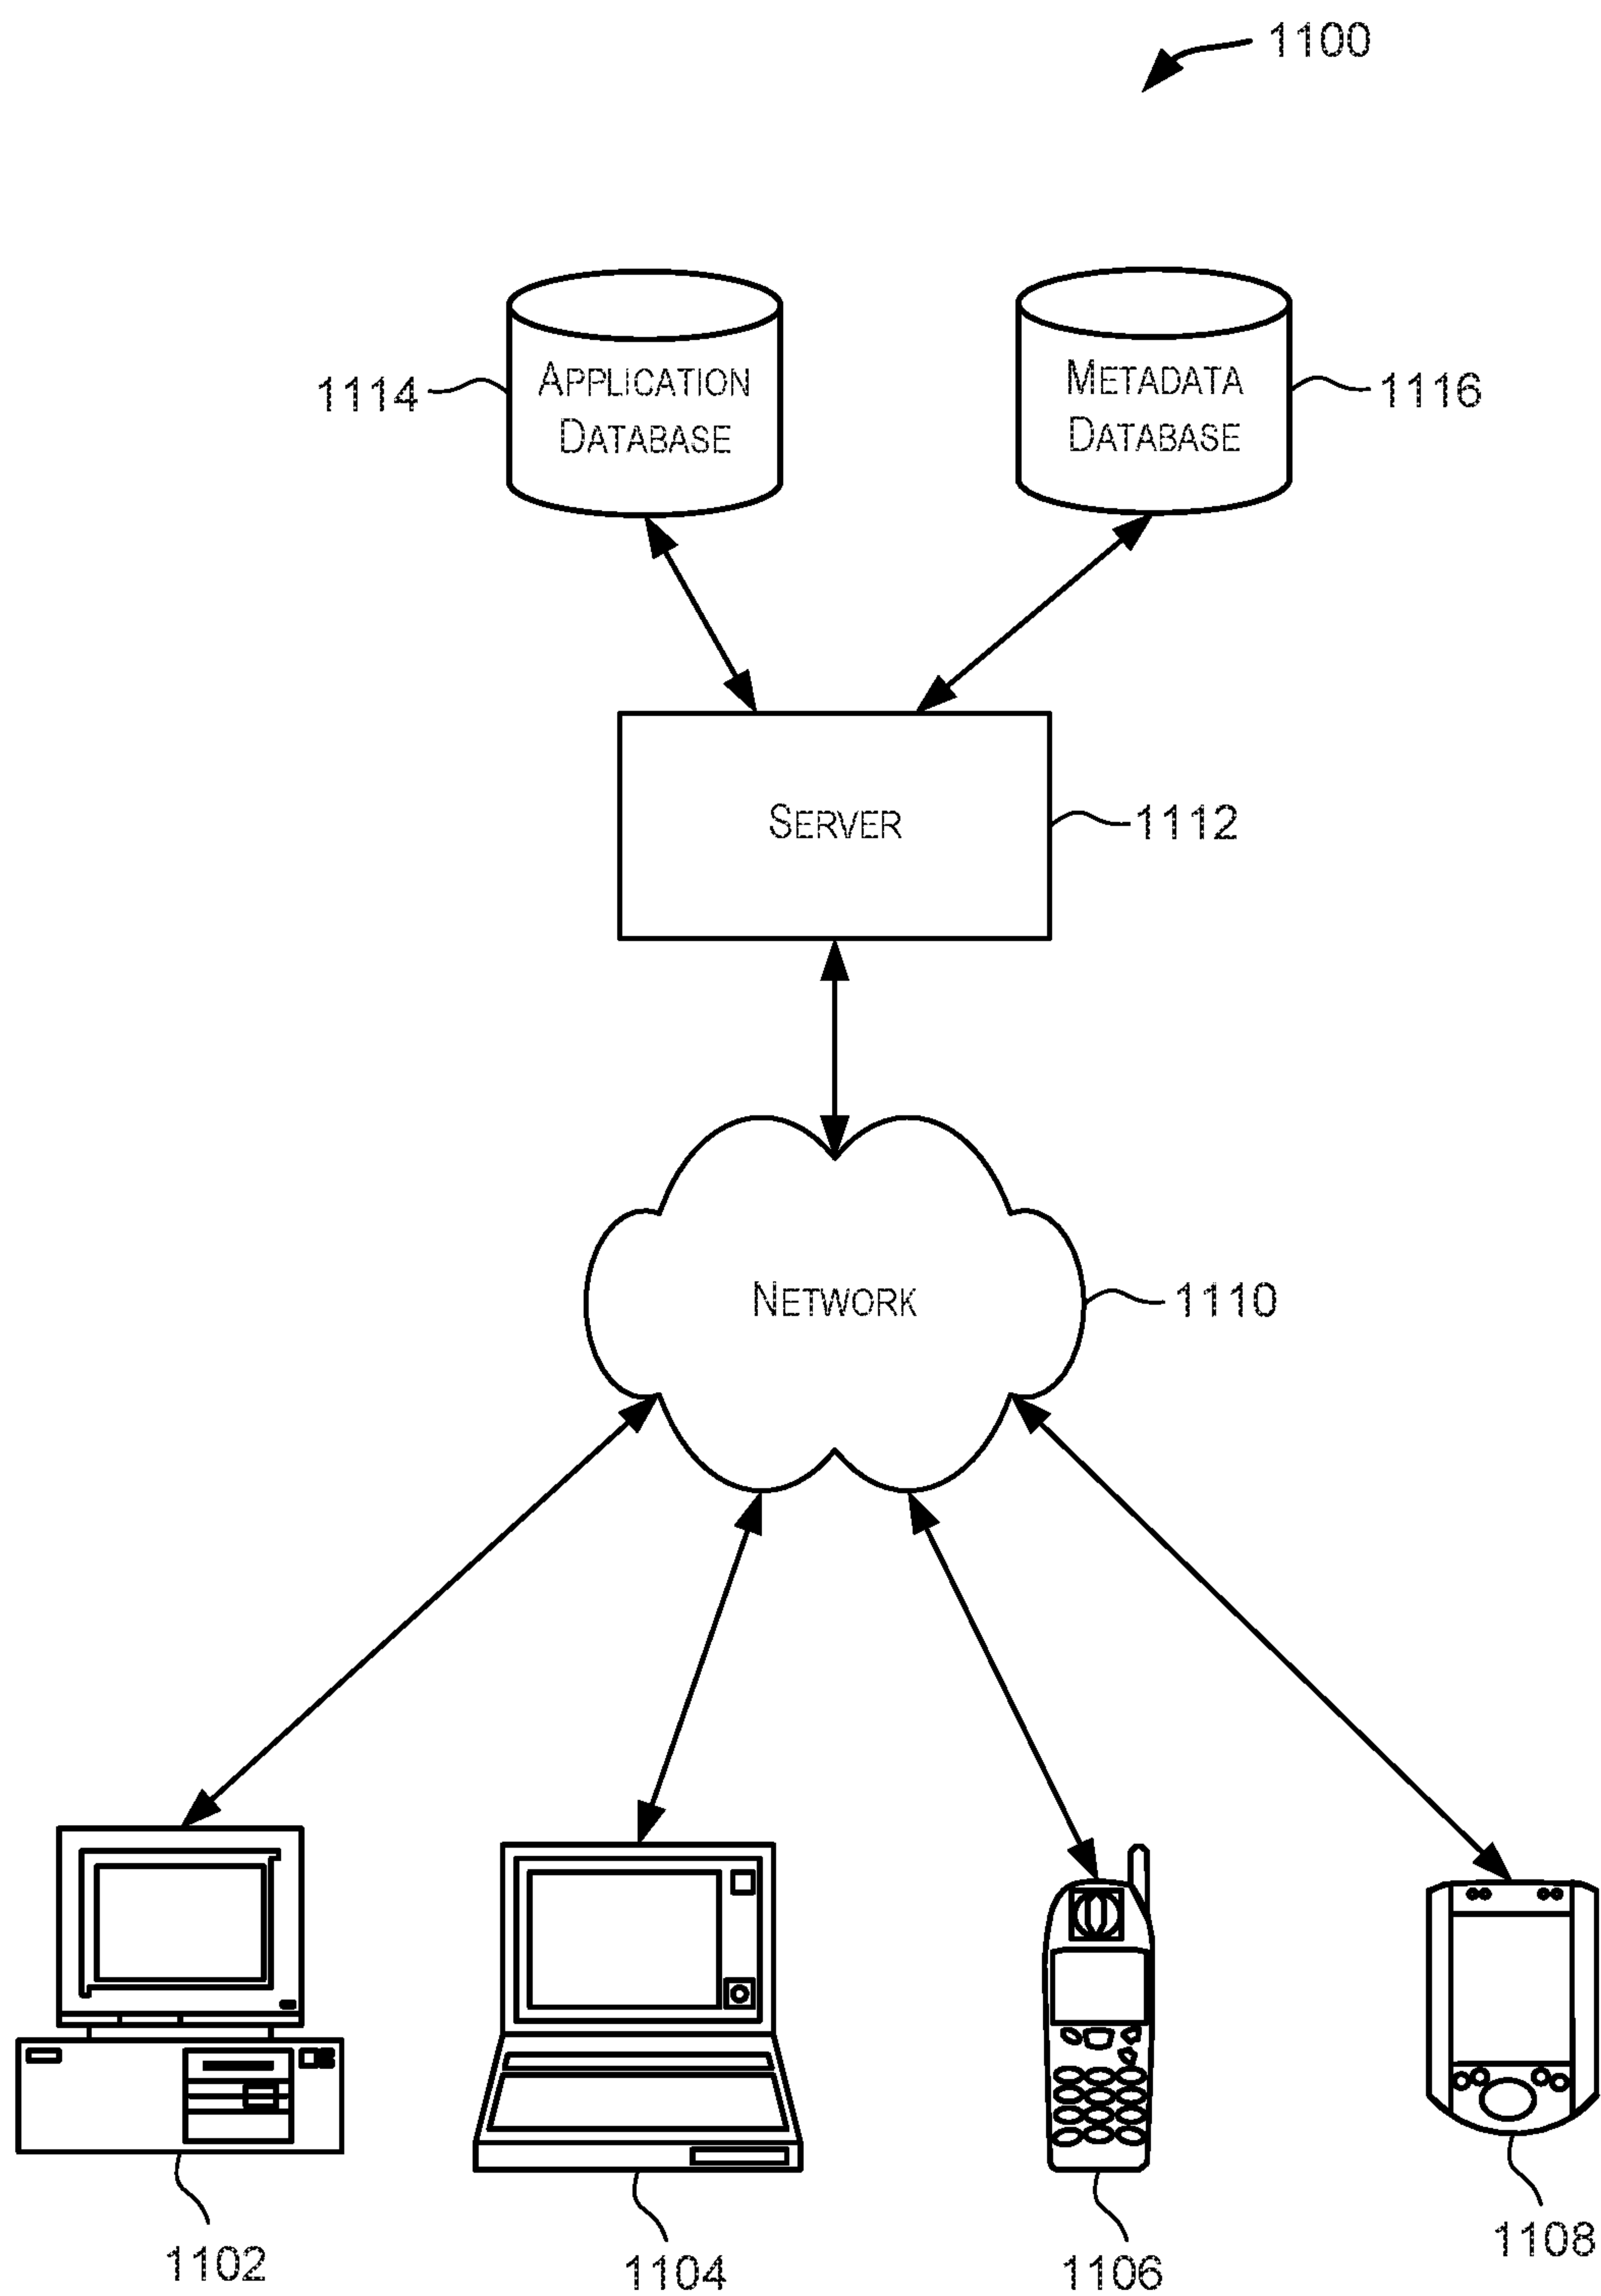 1100
1114
APPLICATION
DATABASE
METADATA
DATABASE
1116
SERVER
1112
NETWORK
1110
1102
1104
1106
1108